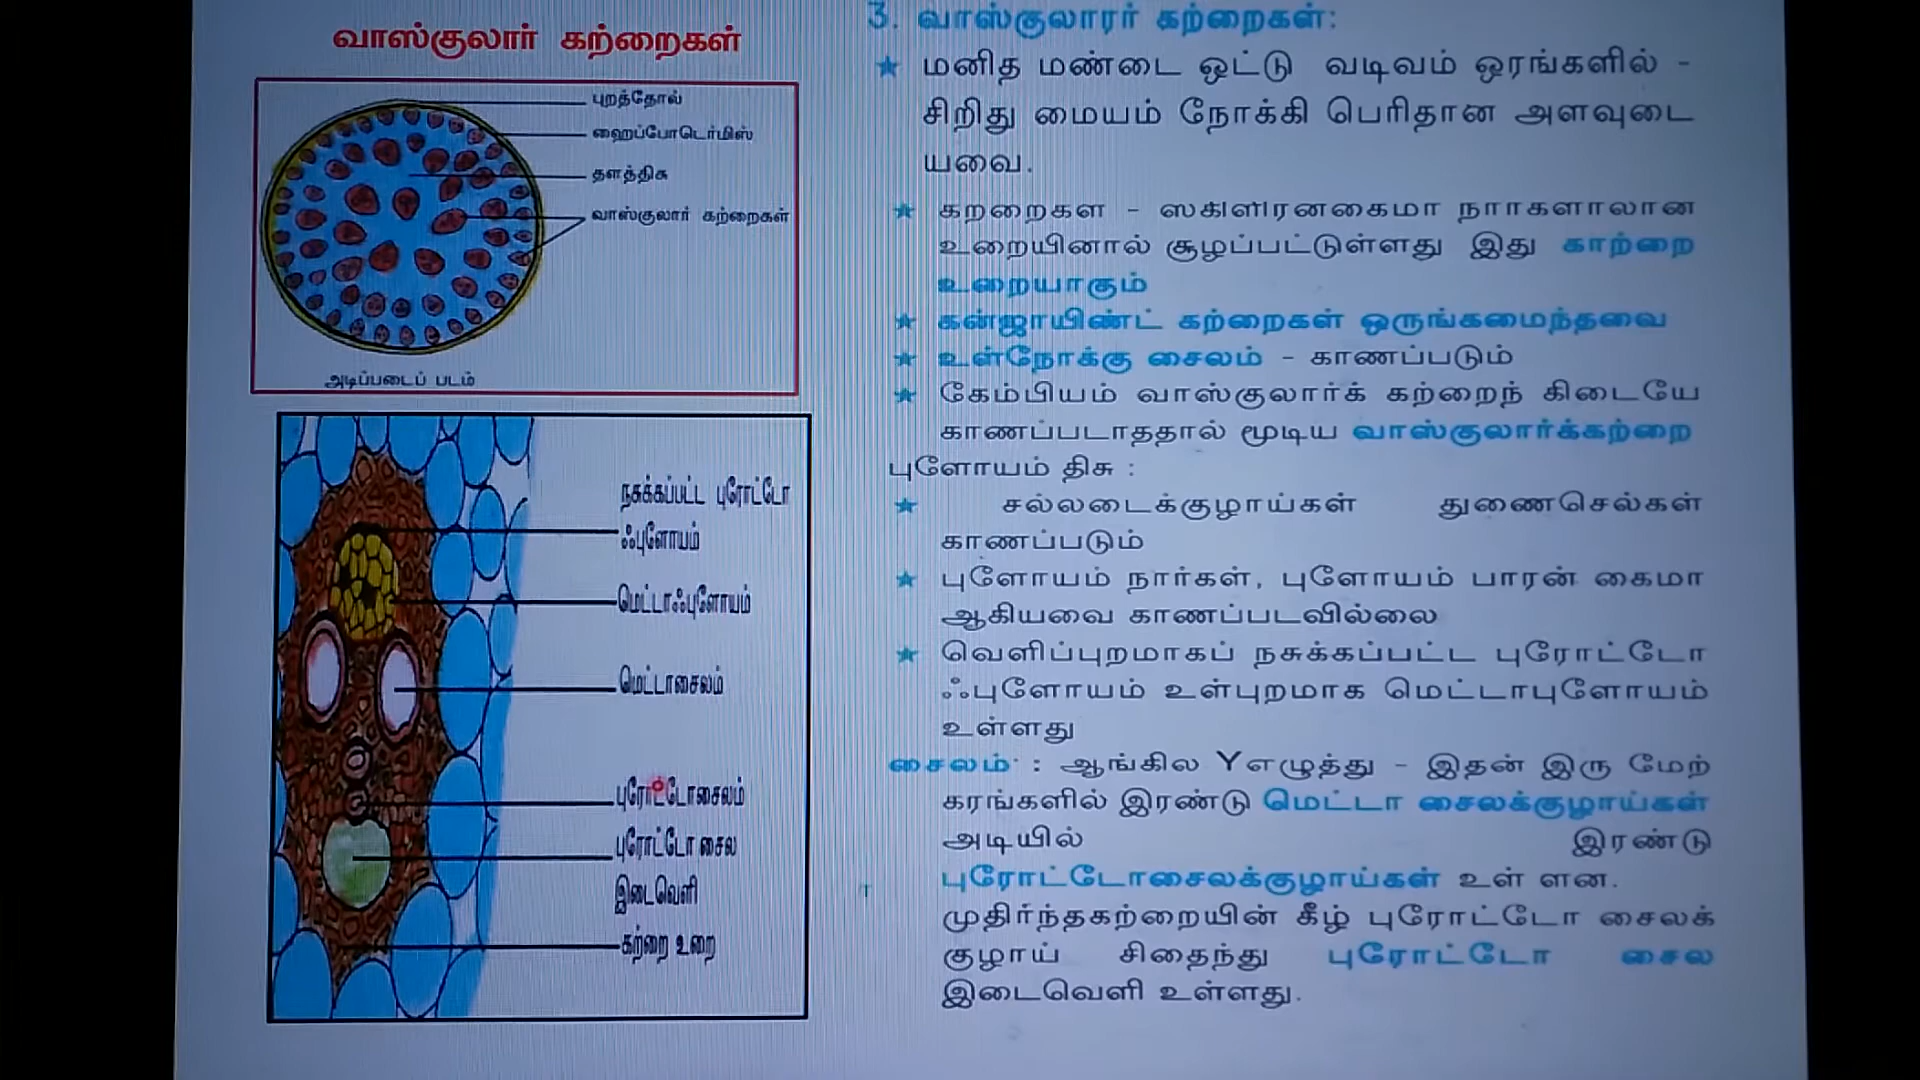 வாஸ்குலார் கற்றைகள்
புறத்தோல்
ஹைப்போடெர்மிஸ்
தளத்திசு
வாஸ்குலார் கற்றைகள்
அடிப்படைப் படம்
நசுக்கப்பட்ட புரோட்டோ
ஃபுளோயம்
மெட்டாஃபுளோயம்
மெட்டாசைலம்
புரோட்டோசைலம்
புரோட்டோ சைல
இடைவெளி
கற்றை உறை
3. வாஸ்குலாரர் கற்றைகள்:
மனித மண்டை ஒட்டு வடிவம் ஒரங்களில் -
சிறிது மையம் நோக்கி பெரிதான அளவுடை
யவை.
கற்றைகள் - ஸ்கிளிரன்கைமா நார்களாலான
உறையினால் சூழப்பட்டுள்ளது இது காற்றை
உறையாகும்
கன்ஜாயிண்ட் கற்றைகள் ஒருங்கமைந்தவை
உள்நோக்கு சைலம் - காணப்படும்
கேம்பியம் வாஸ்குலார்க் கற்றைந் கிடையே
காணப்படாததால் மூடிய வாஸ்குலார்க்கற்றை
புளோயம் திசு :
சல்லடைக்குழாய்கள் துணைசெல்கள்
காணப்படும்
புளோயம் நார்கள், புளோயம் பாரன் கைமா
ஆகியவை காணப்படவில்லை
வெளிப்புறமாகப் நசுக்கப்பட்ட புரோட்டோ
ஃபுளோயம் உள்புறமாக மெட்டாபுளோயம்
உள்ளது
சைலம் : ஆங்கில Yஎழுத்து - இதன் இரு மேற்
கரங்களில் இரண்டு மெட்டா சைலக்குழாய்கள்
அடியில் இரண்டு
புரோட்டோசைலக்குழாய்கள் உள் ளன.
முதிர்ந்தகற்றையின் கீழ் புரோட்டோ சைலக்
குழாய் சிதைந்து புரோட்டோ சைல
இடைவெளி உள்ளது.